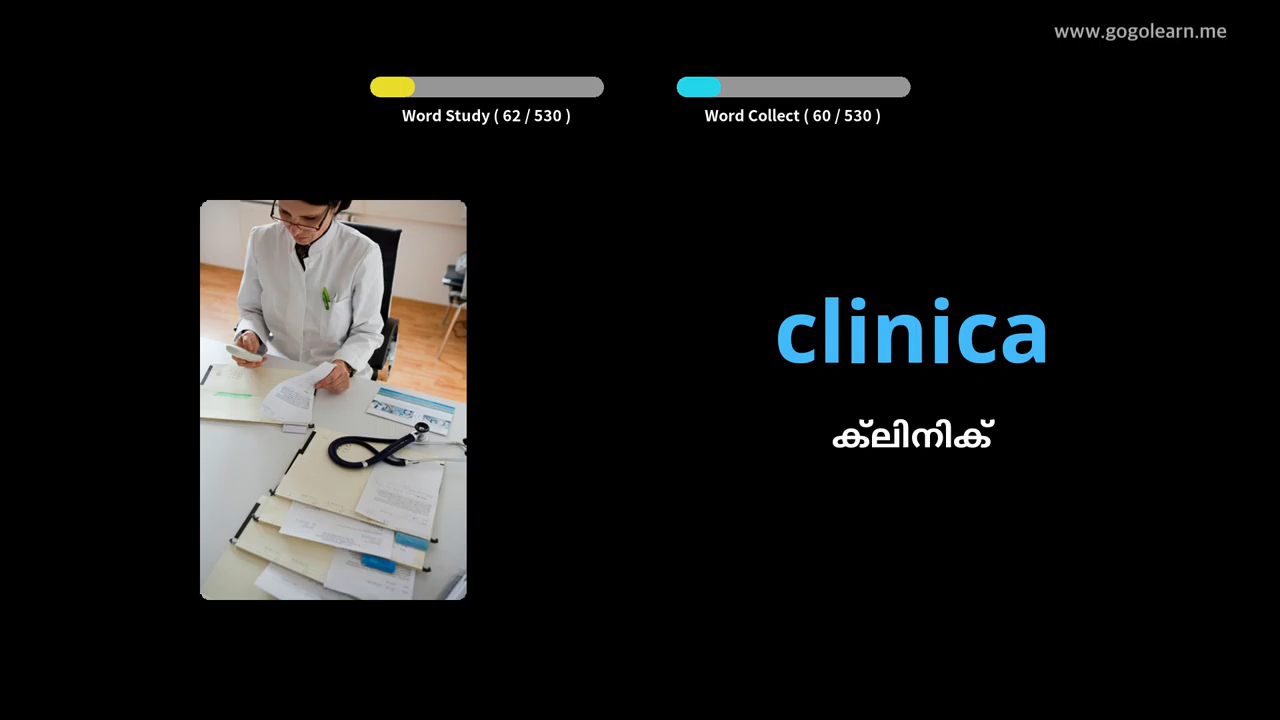 www.gogolearn.me
Word Study ( 62 / 530 )
Word Collect ( 60 / 530 )
clinica
ക്ലിനിക്